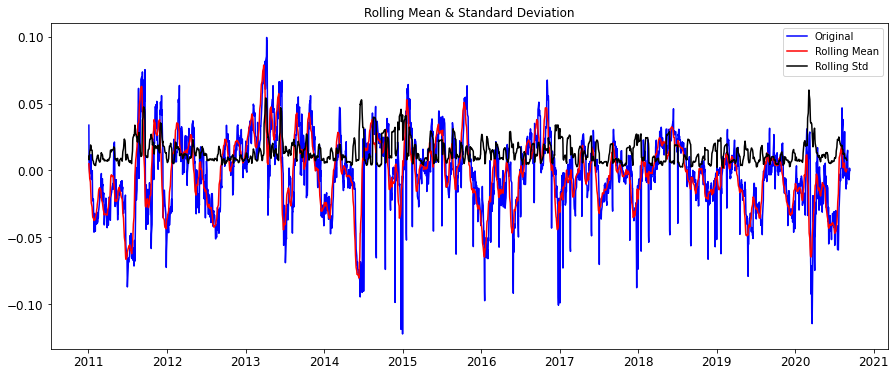 Rolling Mean & Standard Deviation
Original
Rolling Mean
Rolling Std
0.10
0.05
0.00
−0.05
−0.10
2011 2012 2013 2014 2015 2016 2017 2018 2019 2020 2021